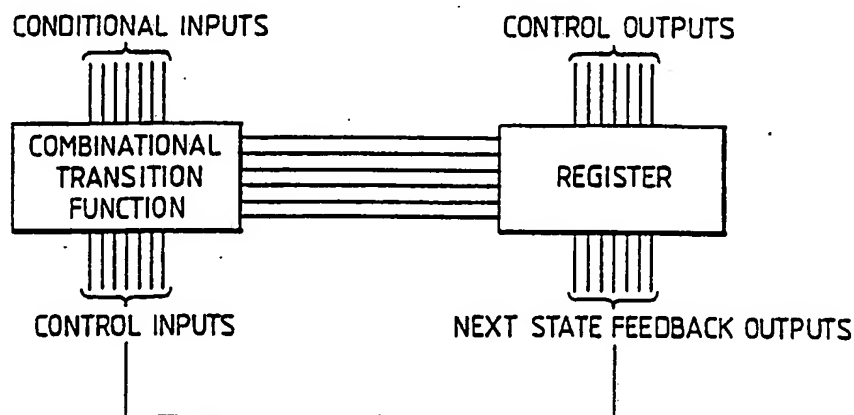 CONDITIONAL INPUTS
CONTROL OUTPUTS
COMBINATIONAL
TRANSITION
FUNCTION
REGISTER
CONTROL INPUTS
NEXT STATE FEEDBACK OUTPUTS